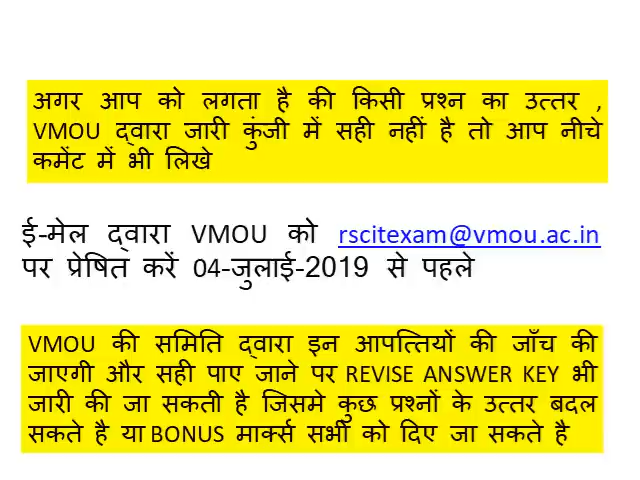 अगर आप को लगता है की किसी प्रश्न का उत्तर ,
VMOU द्वारा जारी कुंजी में सही नहीं है तो आप नीचे
कमेंट में भी लिखे
ई-मेल द्वारा VMOU को rscitexam@vmou.ac.in
पर प्रेषित करें 04-जुलाई-2019 से पहले
VMOU की समिति द्वारा इन आपत्तियों की जाँच की
जाएगी और सही पाए जाने पर REVISE ANSWER KEY भी
जारी की जा सकती है जिसमे कुछ प्रश्नों के उत्तर बदल
सकते है या BONUS मार्क्स सभी को दिए जा सकते है